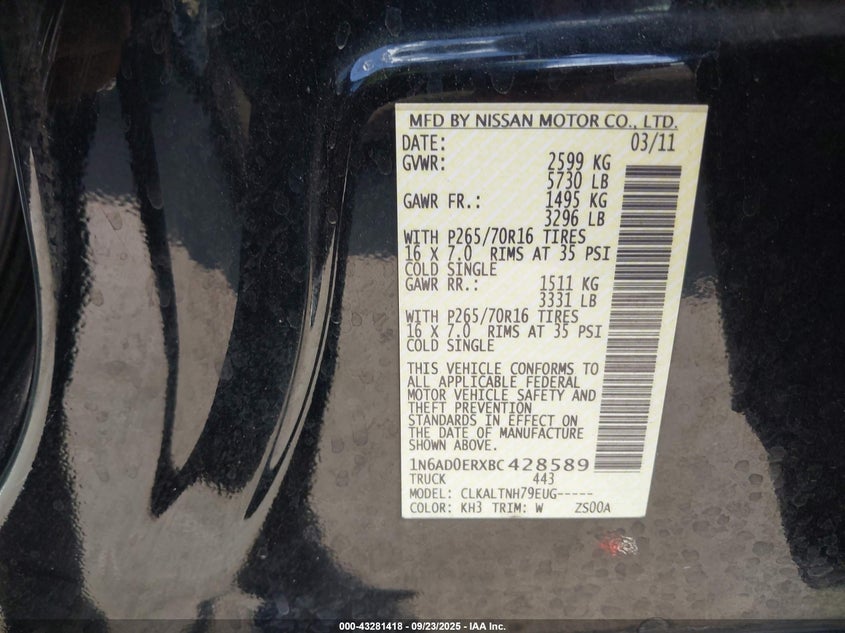 MFD BY NISSAN MOTOR CO., LTD.
DATE: 03/11
GVWR: 2599 KG
5730 LB
GAWR FR.: 1495 KG
3296 LB
WITH P265/70R16 TIRES
16 X 7.0 RIMS AT 35 PSI
COLD SINGLE
GAWR RR.: 1511 KG
3331 LB
WITH P265/70R16 TIRES
16 X 7.0 RIMS AT 35 PSI
COLD SINGLE
THIS VEHICLE CONFORMS TO
ALL APPLICABLE FEDERAL
MOTOR VEHICLE SAFETY AND
THEFT PREVENTION
STANDARDS IN EFFECT ON
THE DATE OF MANUFACTURE
SHOWN ABOVE.
1N6AD0ERXBC 428589
TRUCK 443
MODEL: CLKALTNH79EUG-----
COLOR: KH3 TRIM: W ZS00A
000-43281418 - 09/23/2025 - IAA Inc.